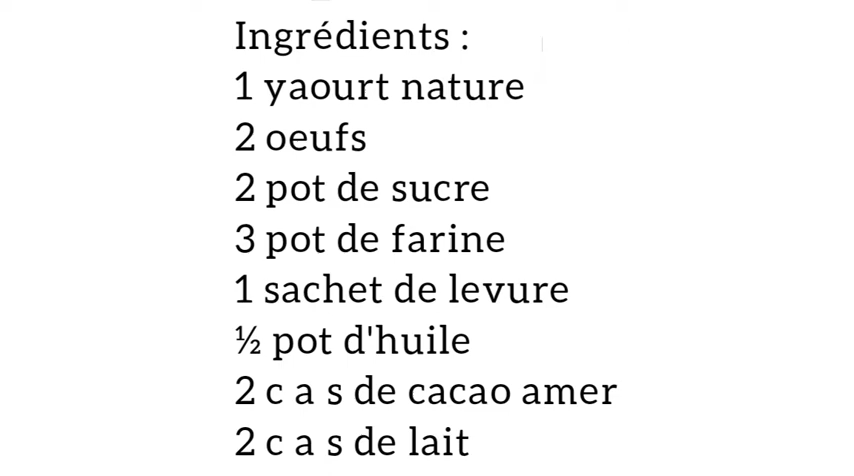 Ingrédients :
1 yaourt nature
2 oeufs
2 pot de sucre
3 pot de farine
1 sachet de levure
½ pot d'huile
2 c a s de cacao amer
2 c a s de lait